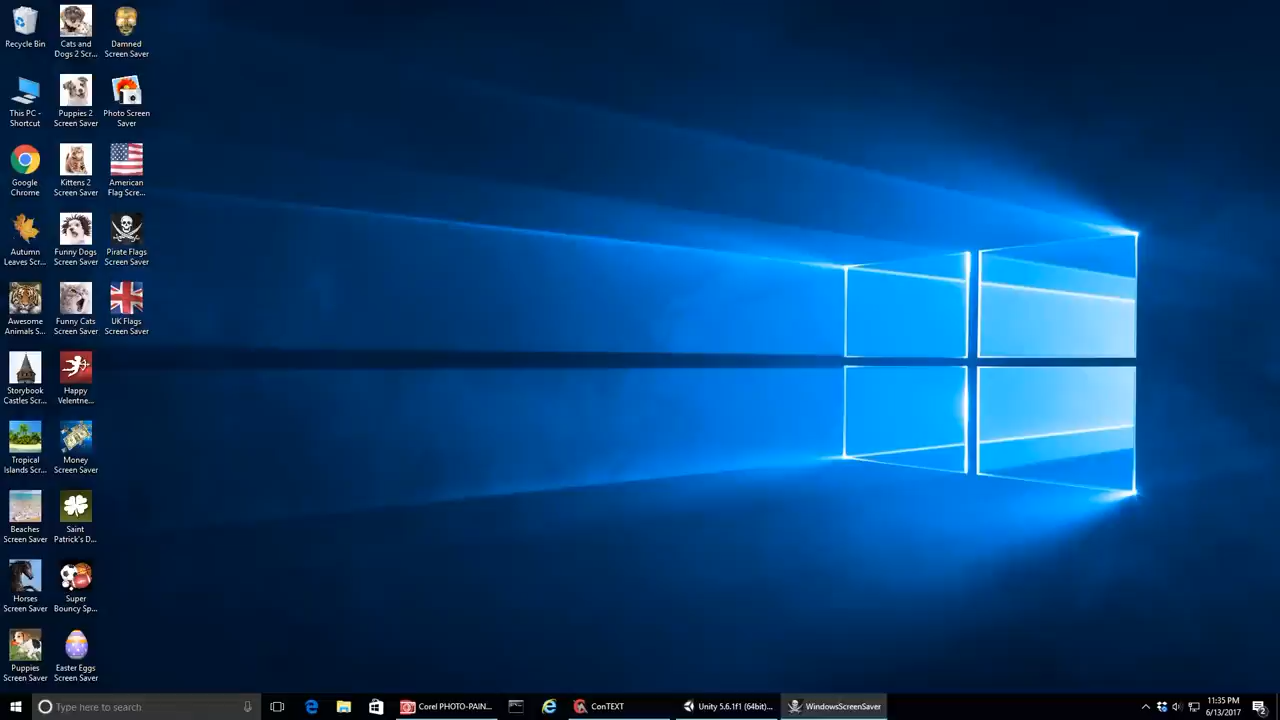 Recycle Bin
Cats and
Dogs 2 Scr...
Damned
Screen Saver
This PC -
Shortcut
Puppies 2
Screen Saver
Photo Screen
Saver
Google
Chrome
Kittens 2
Screen Saver
American
Flag Scre...
Autumn
Leaves Scr...
Funny Dogs
Screen Saver
Pirate Flags
Screen Saver
Awesome
Animals S...
Funny Cats
Screen Saver
UK Flags
Screen Saver
Storybook
Castles Scr...
Happy
Velentne...
Tropical
Islands Scr...
Money
Screen Saver
Beaches
Screen Saver
Saint
Patrick's D...
Horses
Screen Saver
Super
Bouncy Sp...
Puppies
Screen Saver
Easter Eggs
Screen Saver
Type here to search
Corel PHOTO-PAIN...
ConTEXT
Unity 5.6.1f1 (64bit)...
WindowsScreenSaver
11:35 PM
6/13/2017